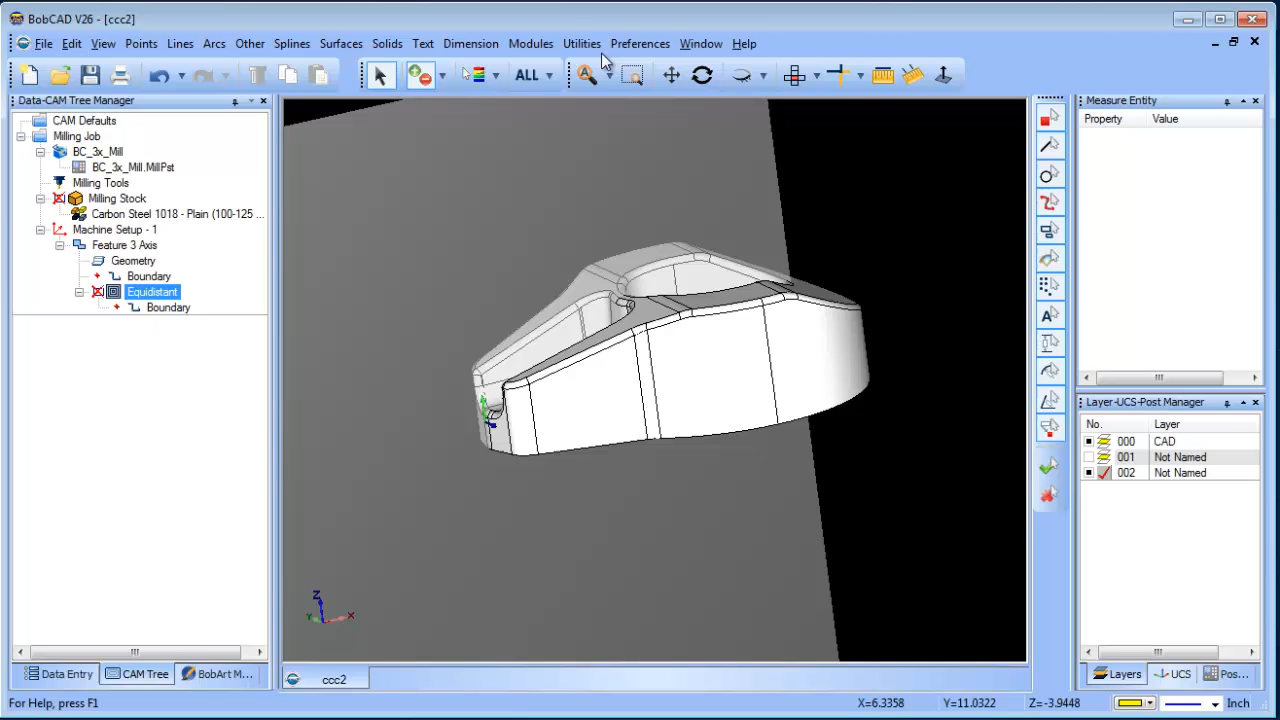 BobCAD V26 - [ccc2]
File Edit View Points Lines Arcs Other Splines Surfaces Solids Text Dimension Modules Utilities Preferences Window Help
ALL
Data-CAM Tree Manager
CAM Defaults
Milling Job
BC_3x_Mill
BC_3x_Mill.MillPst
Milling Tools
Milling Stock
Carbon Steel 1018 - Plain (100-125 ...
Machine Setup - 1
Feature 3 Axis
Geometry
Boundary
Equidistant
Boundary
Data Entry CAM Tree BobArt M...
Z
Y X
ccc2
A
Measure Entity
Property Value
Layer-UCS-Post Manager
No. Layer
000 CAD
001 Not Named
002 Not Named
Layers UCS Pos...
For Help, press F1 X=6.3358 Y=11.0322 Z=-3.9448 Inch